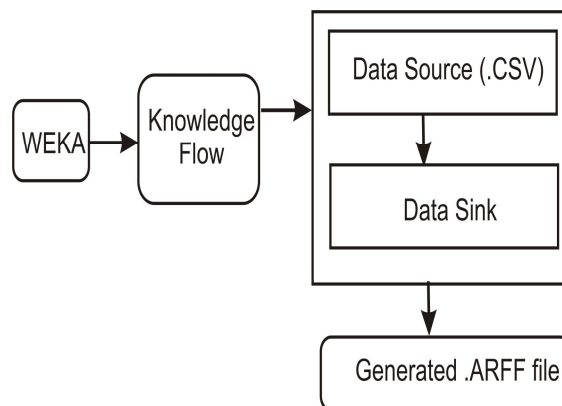 WEKA
Knowledge
Flow
Data Source (.CSV)
Data Sink
Generated .ARFF file